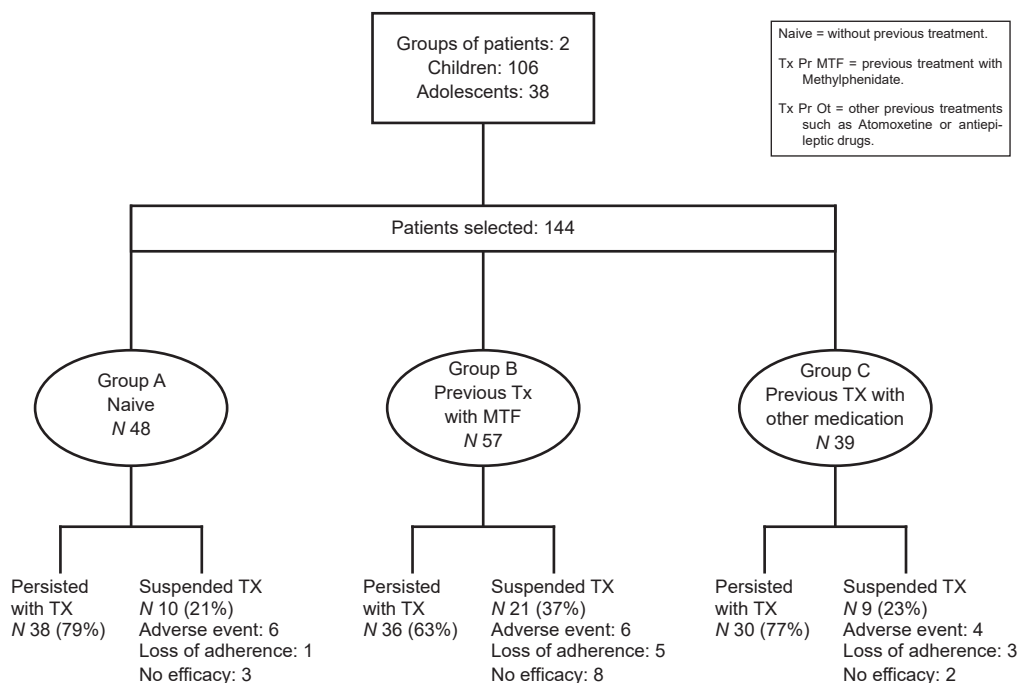 Groups of patients: 2
Children: 106
Adolescents: 38
Naive = without previous treatment.
Tx Pr MTF = previous treatment with
Methylphenidate.
Tx Pr Ot = other previous treatments
such as Atomoxetine or antiepi-
leptic drugs.
Patients selected: 144
Group A
Naive
N 48
Group B
Previous Tx
with MTF
N 57
Group C
Previous TX with
other medication
N 39
Persisted
with TX
N 38 (79%)
Suspended TX
N 10 (21%)
Adverse event: 6
Loss of adherence: 1
No efficacy: 3
Persisted
with TX
N 36 (63%)
Suspended TX
N 21 (37%)
Adverse event: 6
Loss of adherence: 5
No efficacy: 8
Persisted
with TX
N 30 (77%)
Suspended TX
N 9 (23%)
Adverse event: 4
Loss of adherence: 3
No efficacy: 2